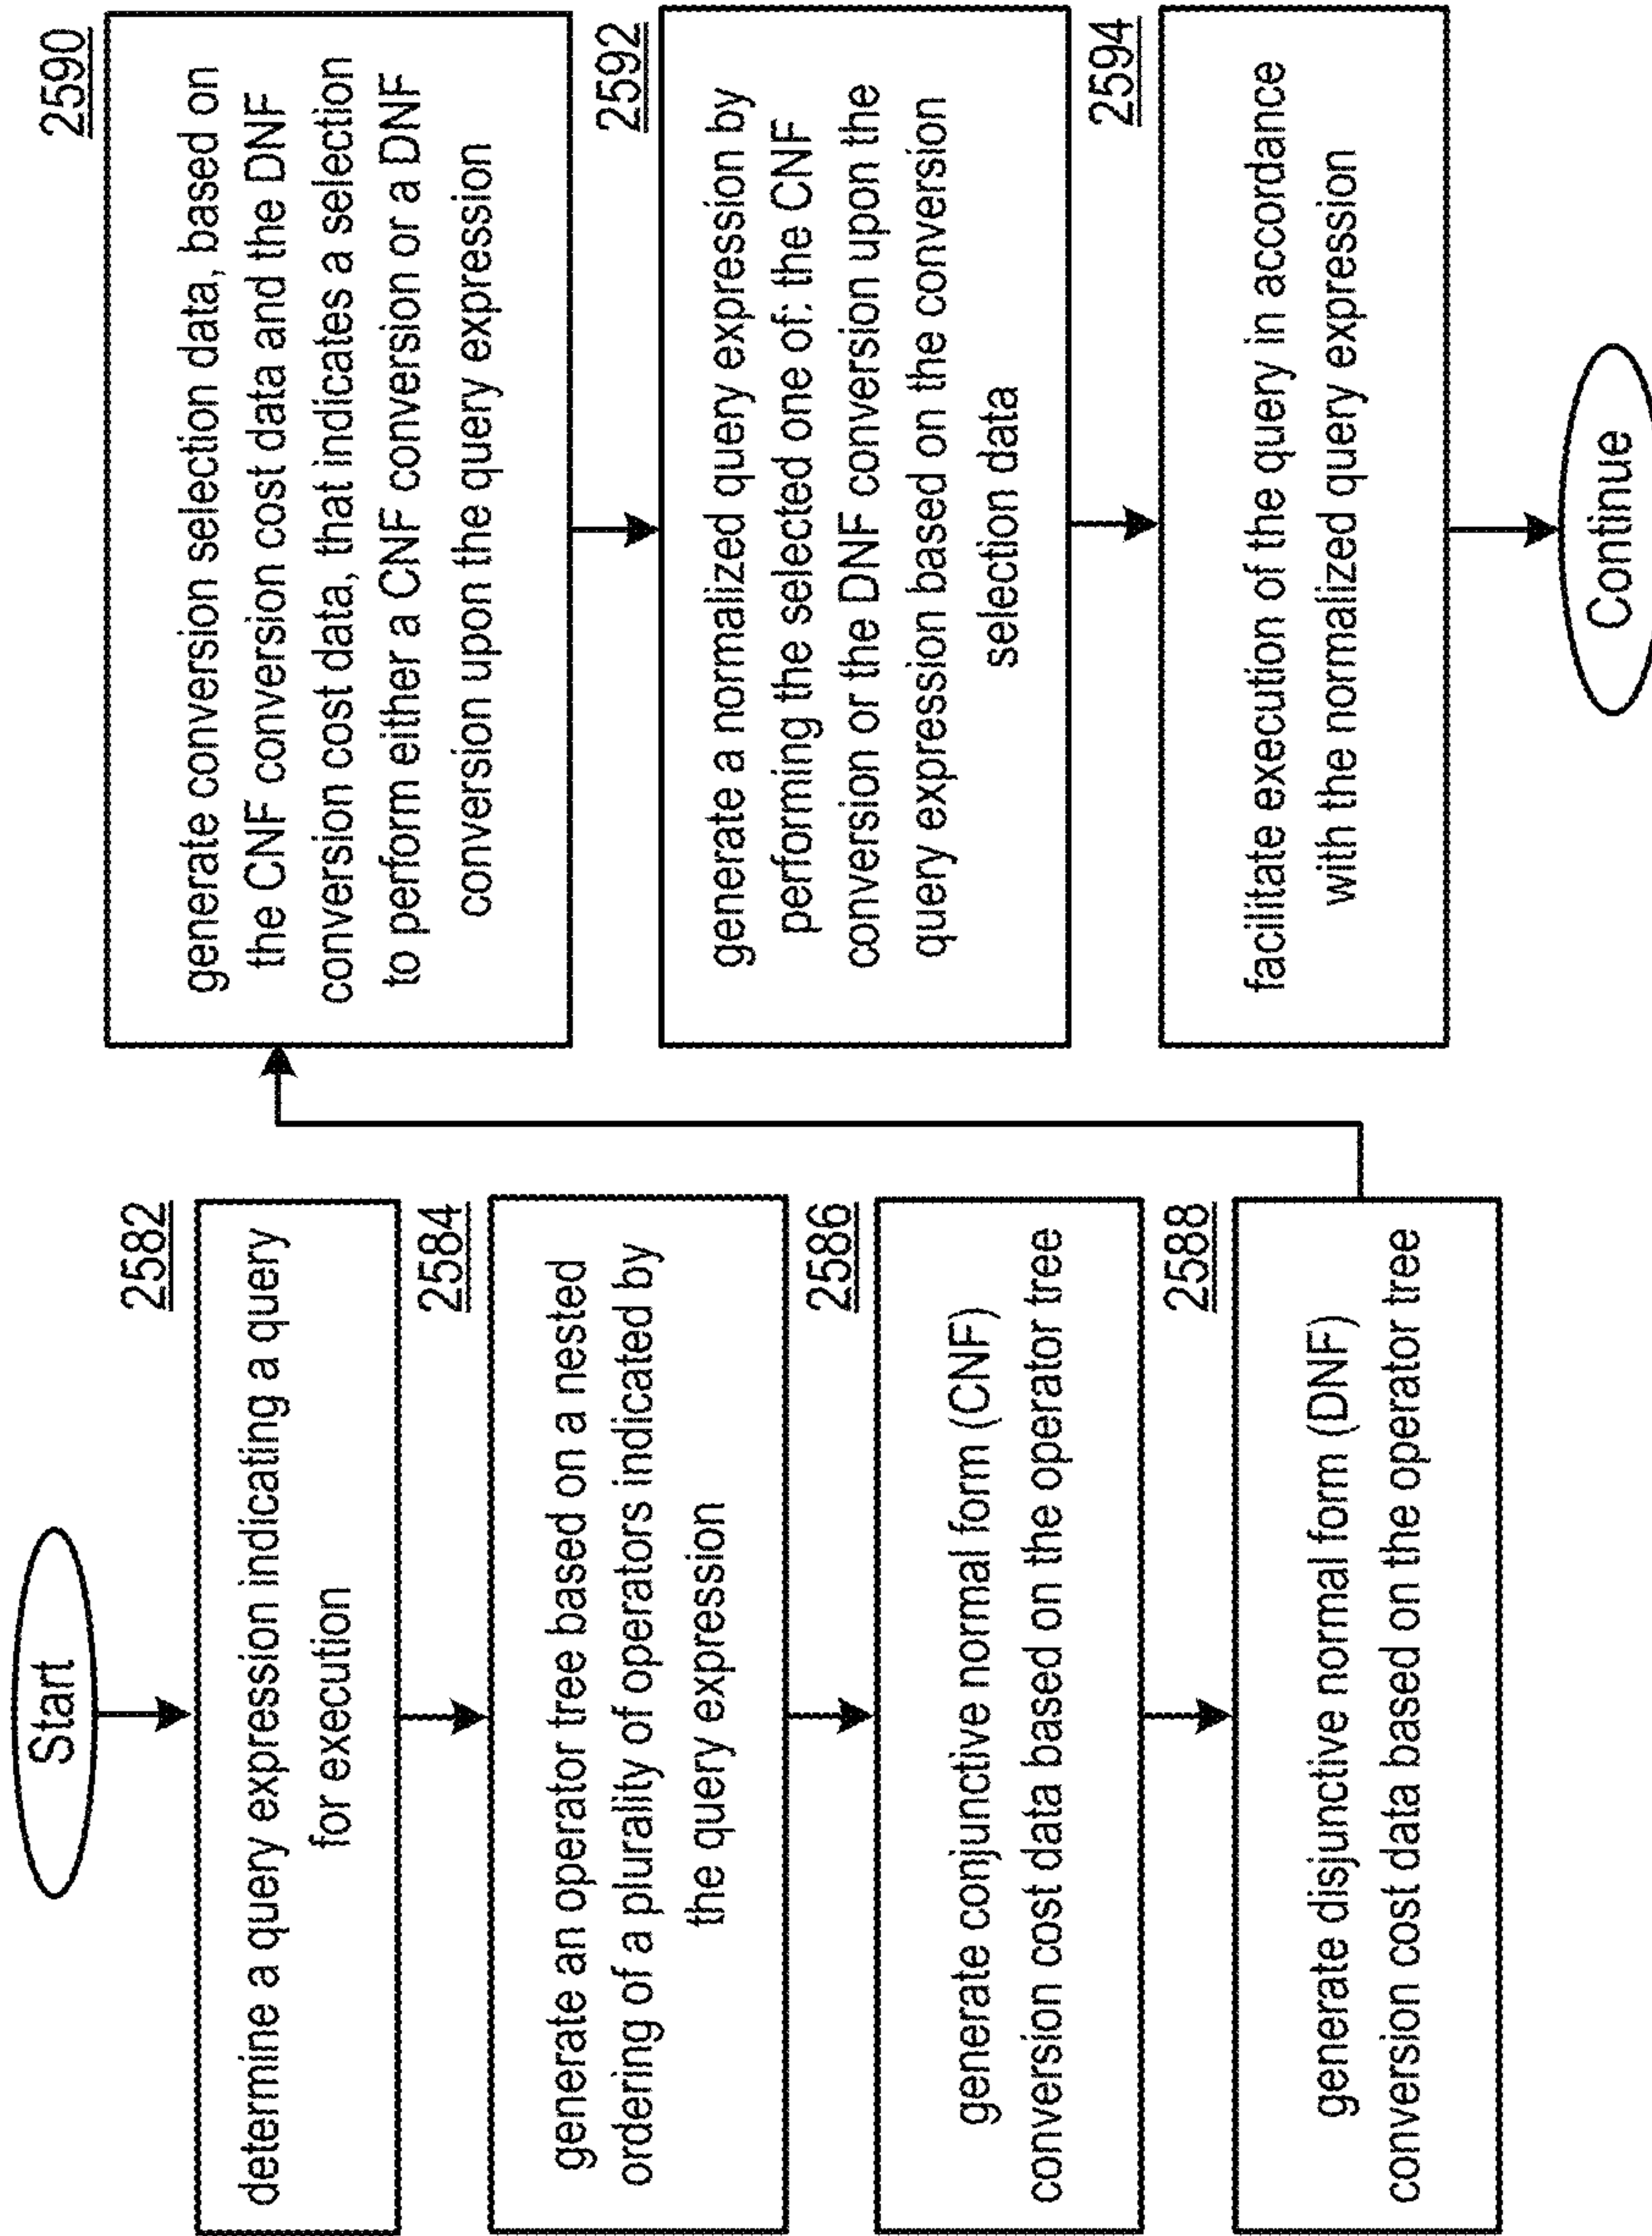 Start
2582
determine a query expression indicating a query
for execution
2584
generate an operator tree based on a nested
ordering of a plurality of operators indicated by
the query expression
2586
generate conjunctive normal form (CNF)
conversion cost data based on the operator tree
2588
generate disjunctive normal form (DNF)
conversion cost data based on the operator tree
2590
generate conversion selection data, based on
the CNF conversion cost data and the DNF
conversion cost data, that indicates a selection
to perform either a CNF conversion or a DNF
conversion upon the query expression
2592
generate a normalized query expression by
performing the selected one of: the CNF
conversion or the DNF conversion upon the
query expression based on the conversion
selection data
2594
facilitate execution of the query in accordance
with the normalized query expression
Continue